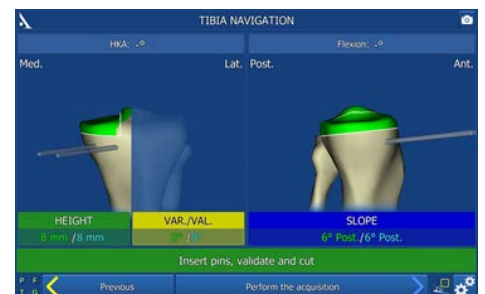 TIBIA NAVIGATION
HKA: -°
Flexion: -°
Med.
Lat.
Post.
Ant.
HEIGHT
8 mm /8 mm
VAR./VAL.
SLOPE
6° Post./6° Post.
Insert pins, validate and cut
P F
T G
Previous
Perform the acquisition